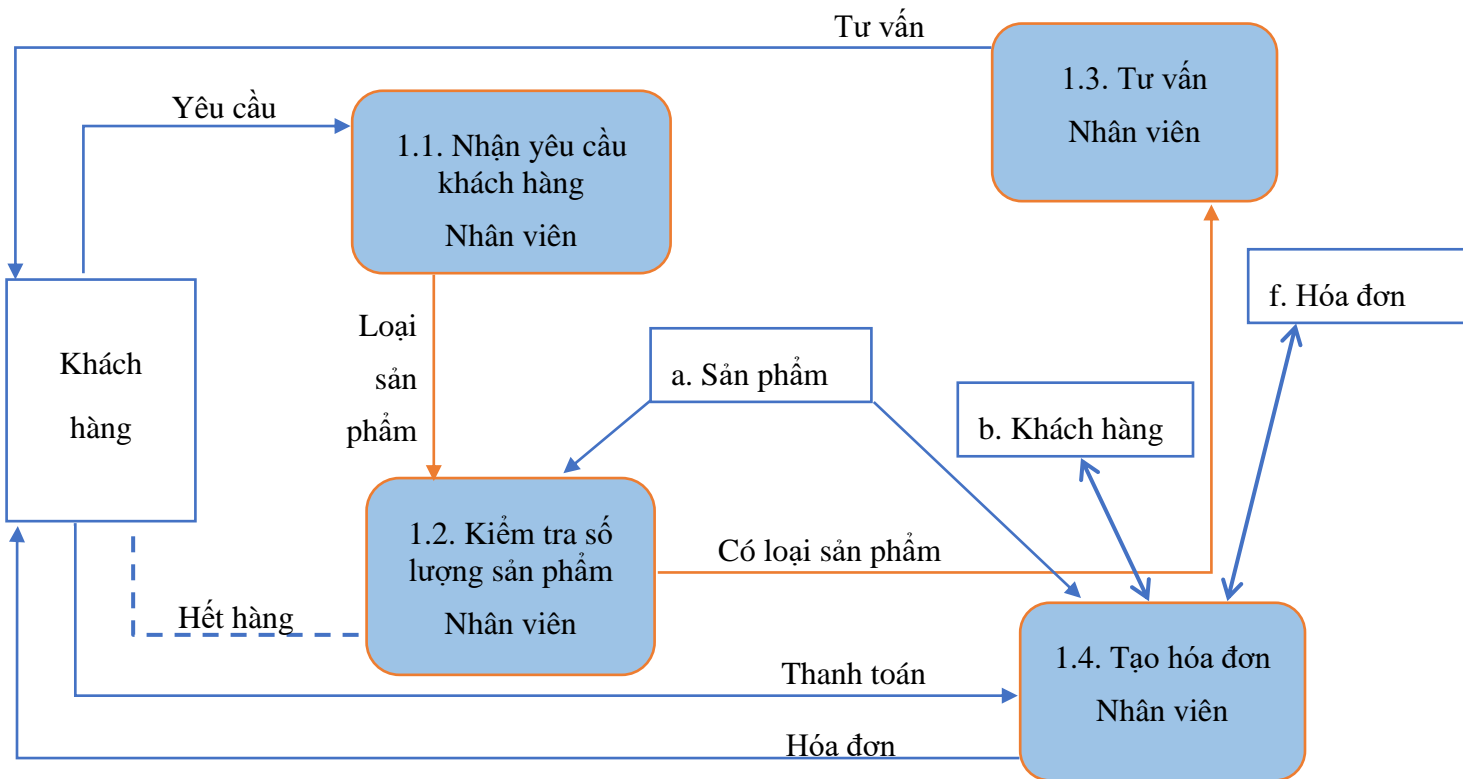 Tư vấn
1.3. Tư vấn
Nhân viên
Yêu cầu
1.1. Nhận yêu cầu
khách hàng
Nhân viên
f. Hóa đơn
Loại
sản
phẩm
Khách
hàng
a. Sản phẩm
b. Khách hàng
1.2. Kiểm tra số
lượng sản phẩm
Nhân viên
Có loại sản phẩm
Hết hàng
1.4. Tạo hóa đơn
Nhân viên
Thanh toán
Hóa đơn